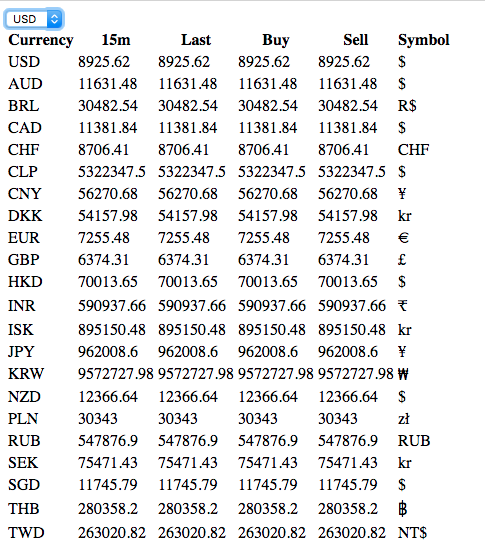 USD
Currency 15m Last Buy Sell Symbol
USD 8925.62 8925.62 8925.62 8925.62 $
AUD 11631.48 11631.48 11631.48 11631.48 $
BRL 30482.54 30482.54 30482.54 30482.54 R$
CAD 11381.84 11381.84 11381.84 11381.84 $
CHF 8706.41 8706.41 8706.41 8706.41 CHF
CLP 5322347.5 5322347.5 5322347.5 5322347.5 $
CNY 56270.68 56270.68 56270.68 56270.68 ¥
DKK 54157.98 54157.98 54157.98 54157.98 kr
EUR 7255.48 7255.48 7255.48 7255.48 €
GBP 6374.31 6374.31 6374.31 6374.31 £
HKD 70013.65 70013.65 70013.65 70013.65 $
INR 590937.66 590937.66 590937.66 590937.66 ₹
ISK 895150.48 895150.48 895150.48 895150.48 kr
JPY 962008.6 962008.6 962008.6 962008.6 ¥
KRW 9572727.98 9572727.98 9572727.98 9572727.98 ₩
NZD 12366.64 12366.64 12366.64 12366.64 $
PLN 30343 30343 30343 30343 zł
RUB 547876.9 547876.9 547876.9 547876.9 RUB
SEK 75471.43 75471.43 75471.43 75471.43 kr
SGD 11745.79 11745.79 11745.79 11745.79 $
THB 280358.2 280358.2 280358.2 280358.2 ฿
TWD 263020.82 263020.82 263020.82 263020.82 NT$